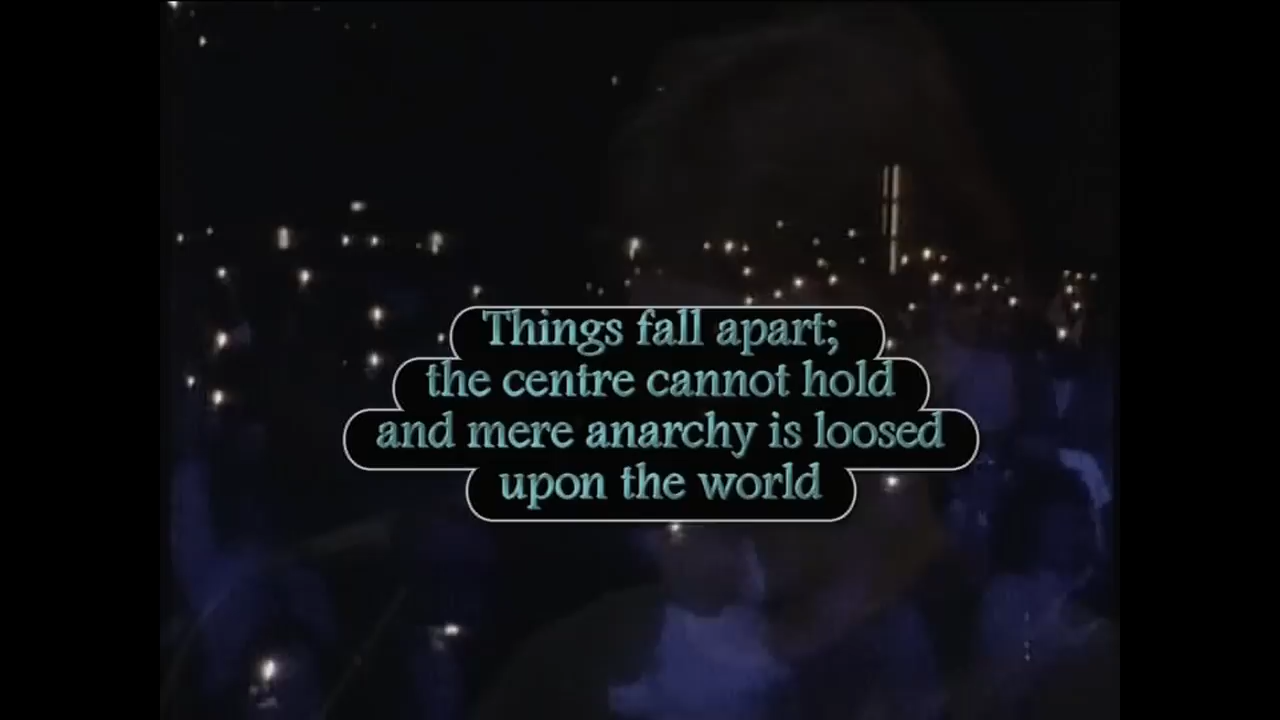 Things fall apart;
the centre cannot hold
and mere anarchy is loosed
upon the world